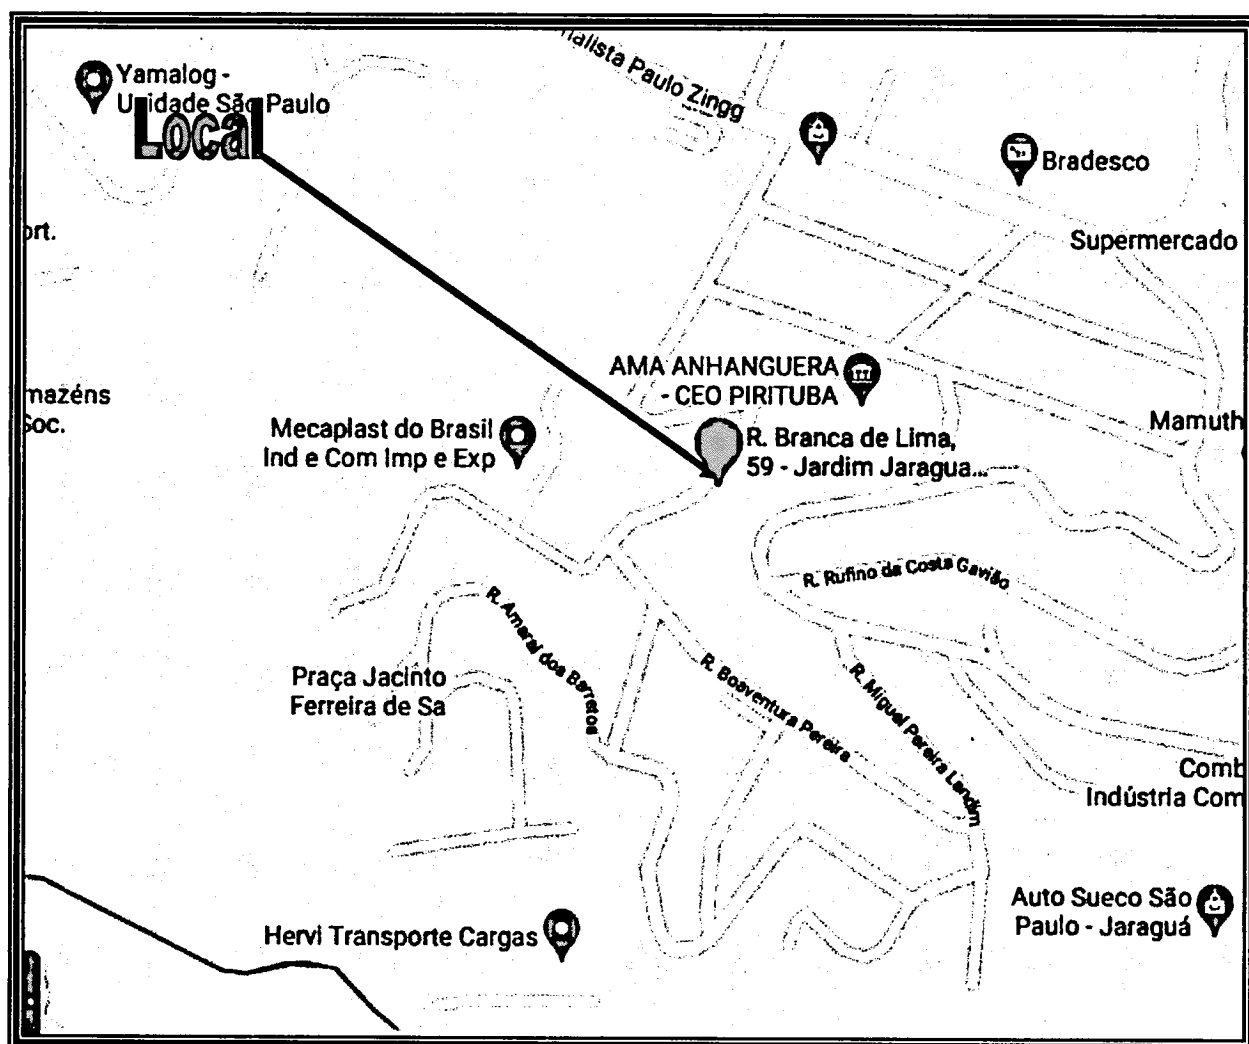 nalista Paulo Zingg
Yamalog -
Unidade São Paulo
Local
Bradesco
ort.
Supermercado
AMA ANHANGUERA
- CEO PIRITUBA
mazéns
Soc.
Mecaplast do Brasil
Ind e Com Imp e Exp
R. Branca de Lima,
59 - Jardim Jaragua...
Mamuth
R. Rufino da Costa Gavião
R. Amaral dos Barretos
R. Boaventura Pereira
R. Miguel Pereira Landim
Praça Jacinto
Ferreira de Sa
Comb
Indústria Com
Auto Sueco São
Paulo - Jaraguá
Hervi Transporte Cargas